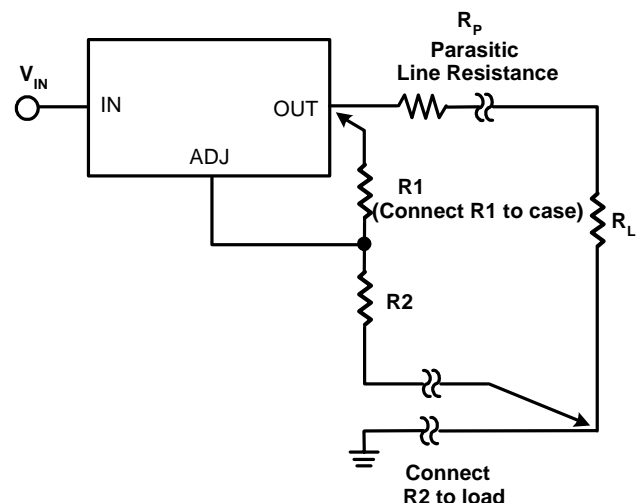 R_P
Parasitic
Line Resistance
V_IN
IN
OUT
ADJ
R1
(Connect R1 to case)
R_L
R2
Connect
R2 to load